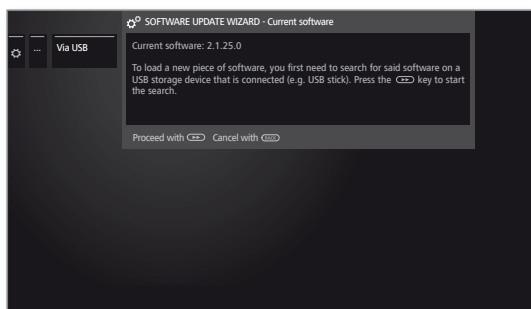 SOFTWARE UPDATE WIZARD - Current software
... Via USB
Current software: 2.1.25.0
To load a new piece of software, you first need to search for said software on a
USB storage device that is connected (e.g. USB stick). Press the key to start
the search.
Proceed with Cancel with BACK